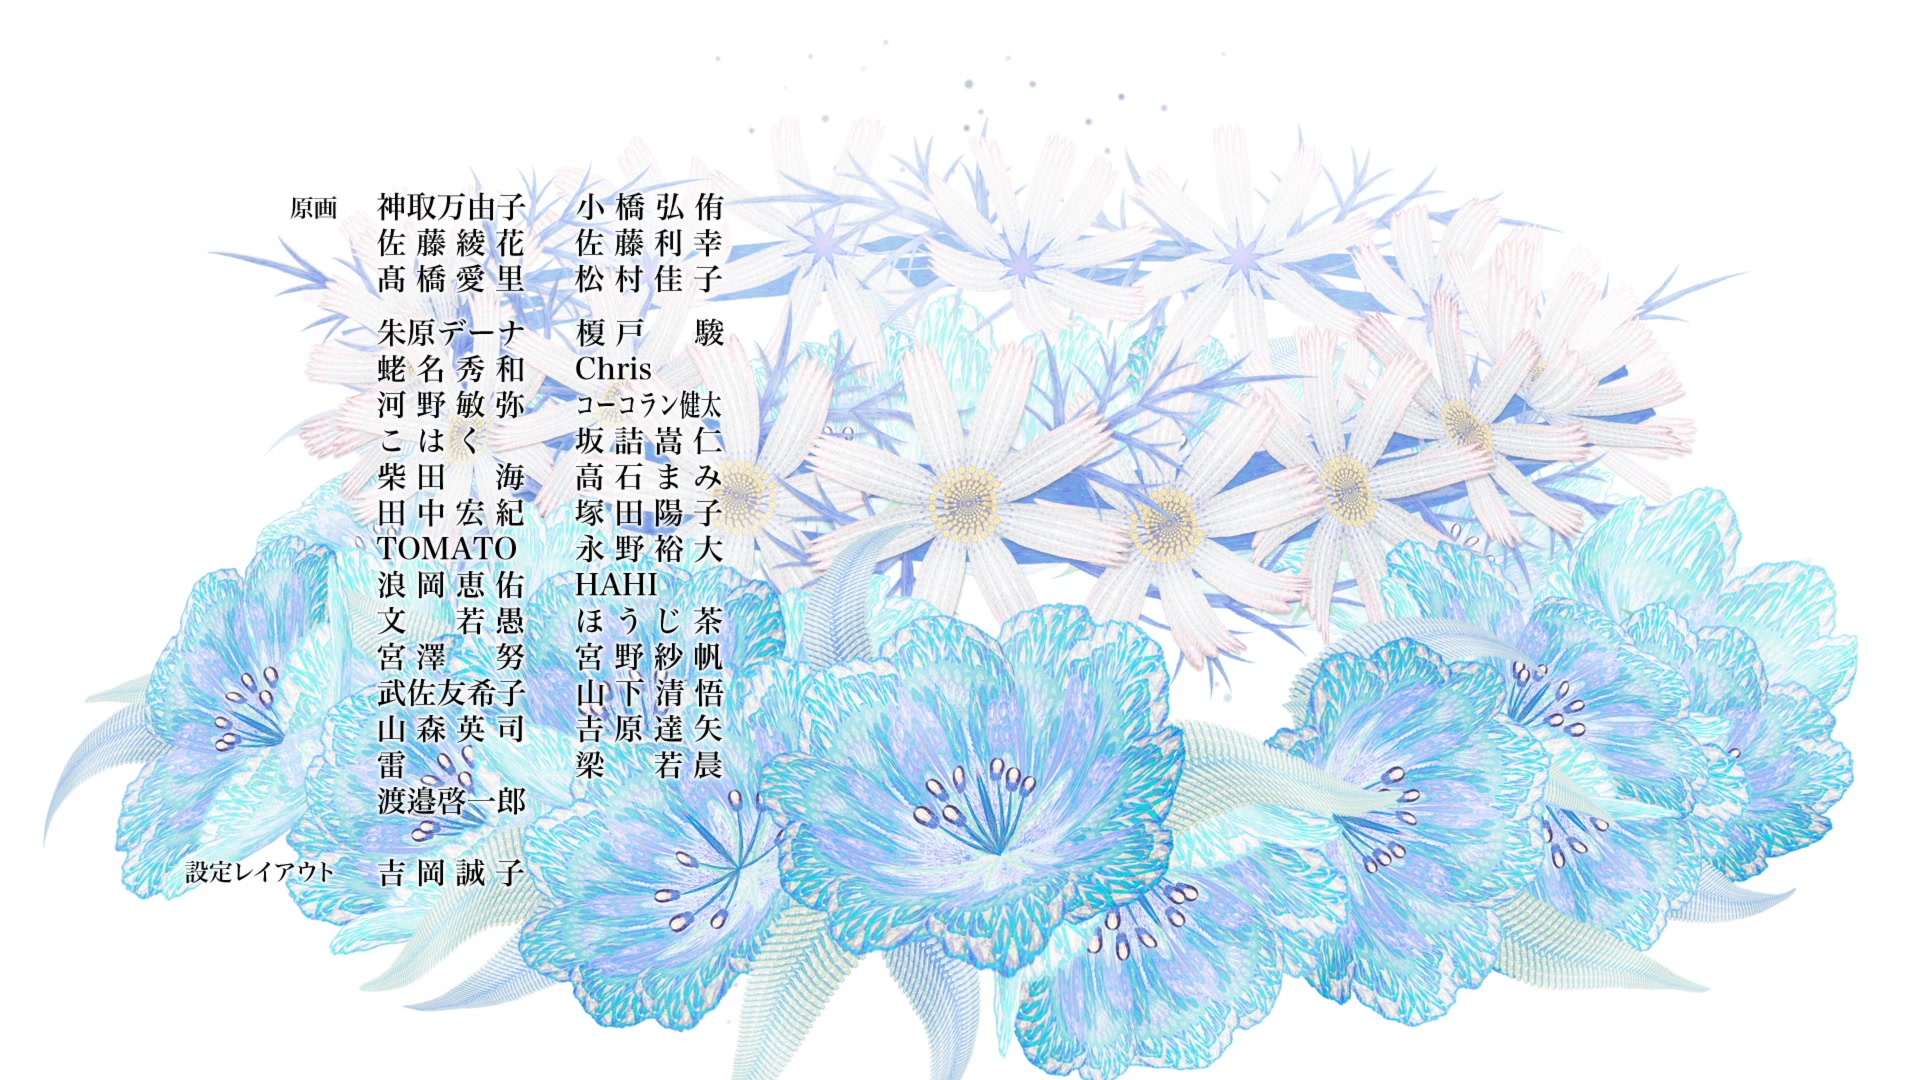 原画 神取万由子 小橋弘侑
佐藤綾花 佐藤利幸
髙橋愛里 松村佳子
朱原デーナ 榎戸駿
蛯名秀和 Chris
河野敏弥 コーコラン健太
こはく 坂詰嵩仁
柴田海 高石まみ
田中宏紀 塚田陽子
TOMATO 永野裕大
浪岡恵佑 HAHI
文若愚 ほうじ茶
宮澤努 宮野紗帆
武佐友希子 山下清悟
山森英司 𠮷原達矢
雷 梁若晨
渡邉啓一郎
設定レイアウト 吉岡誠子